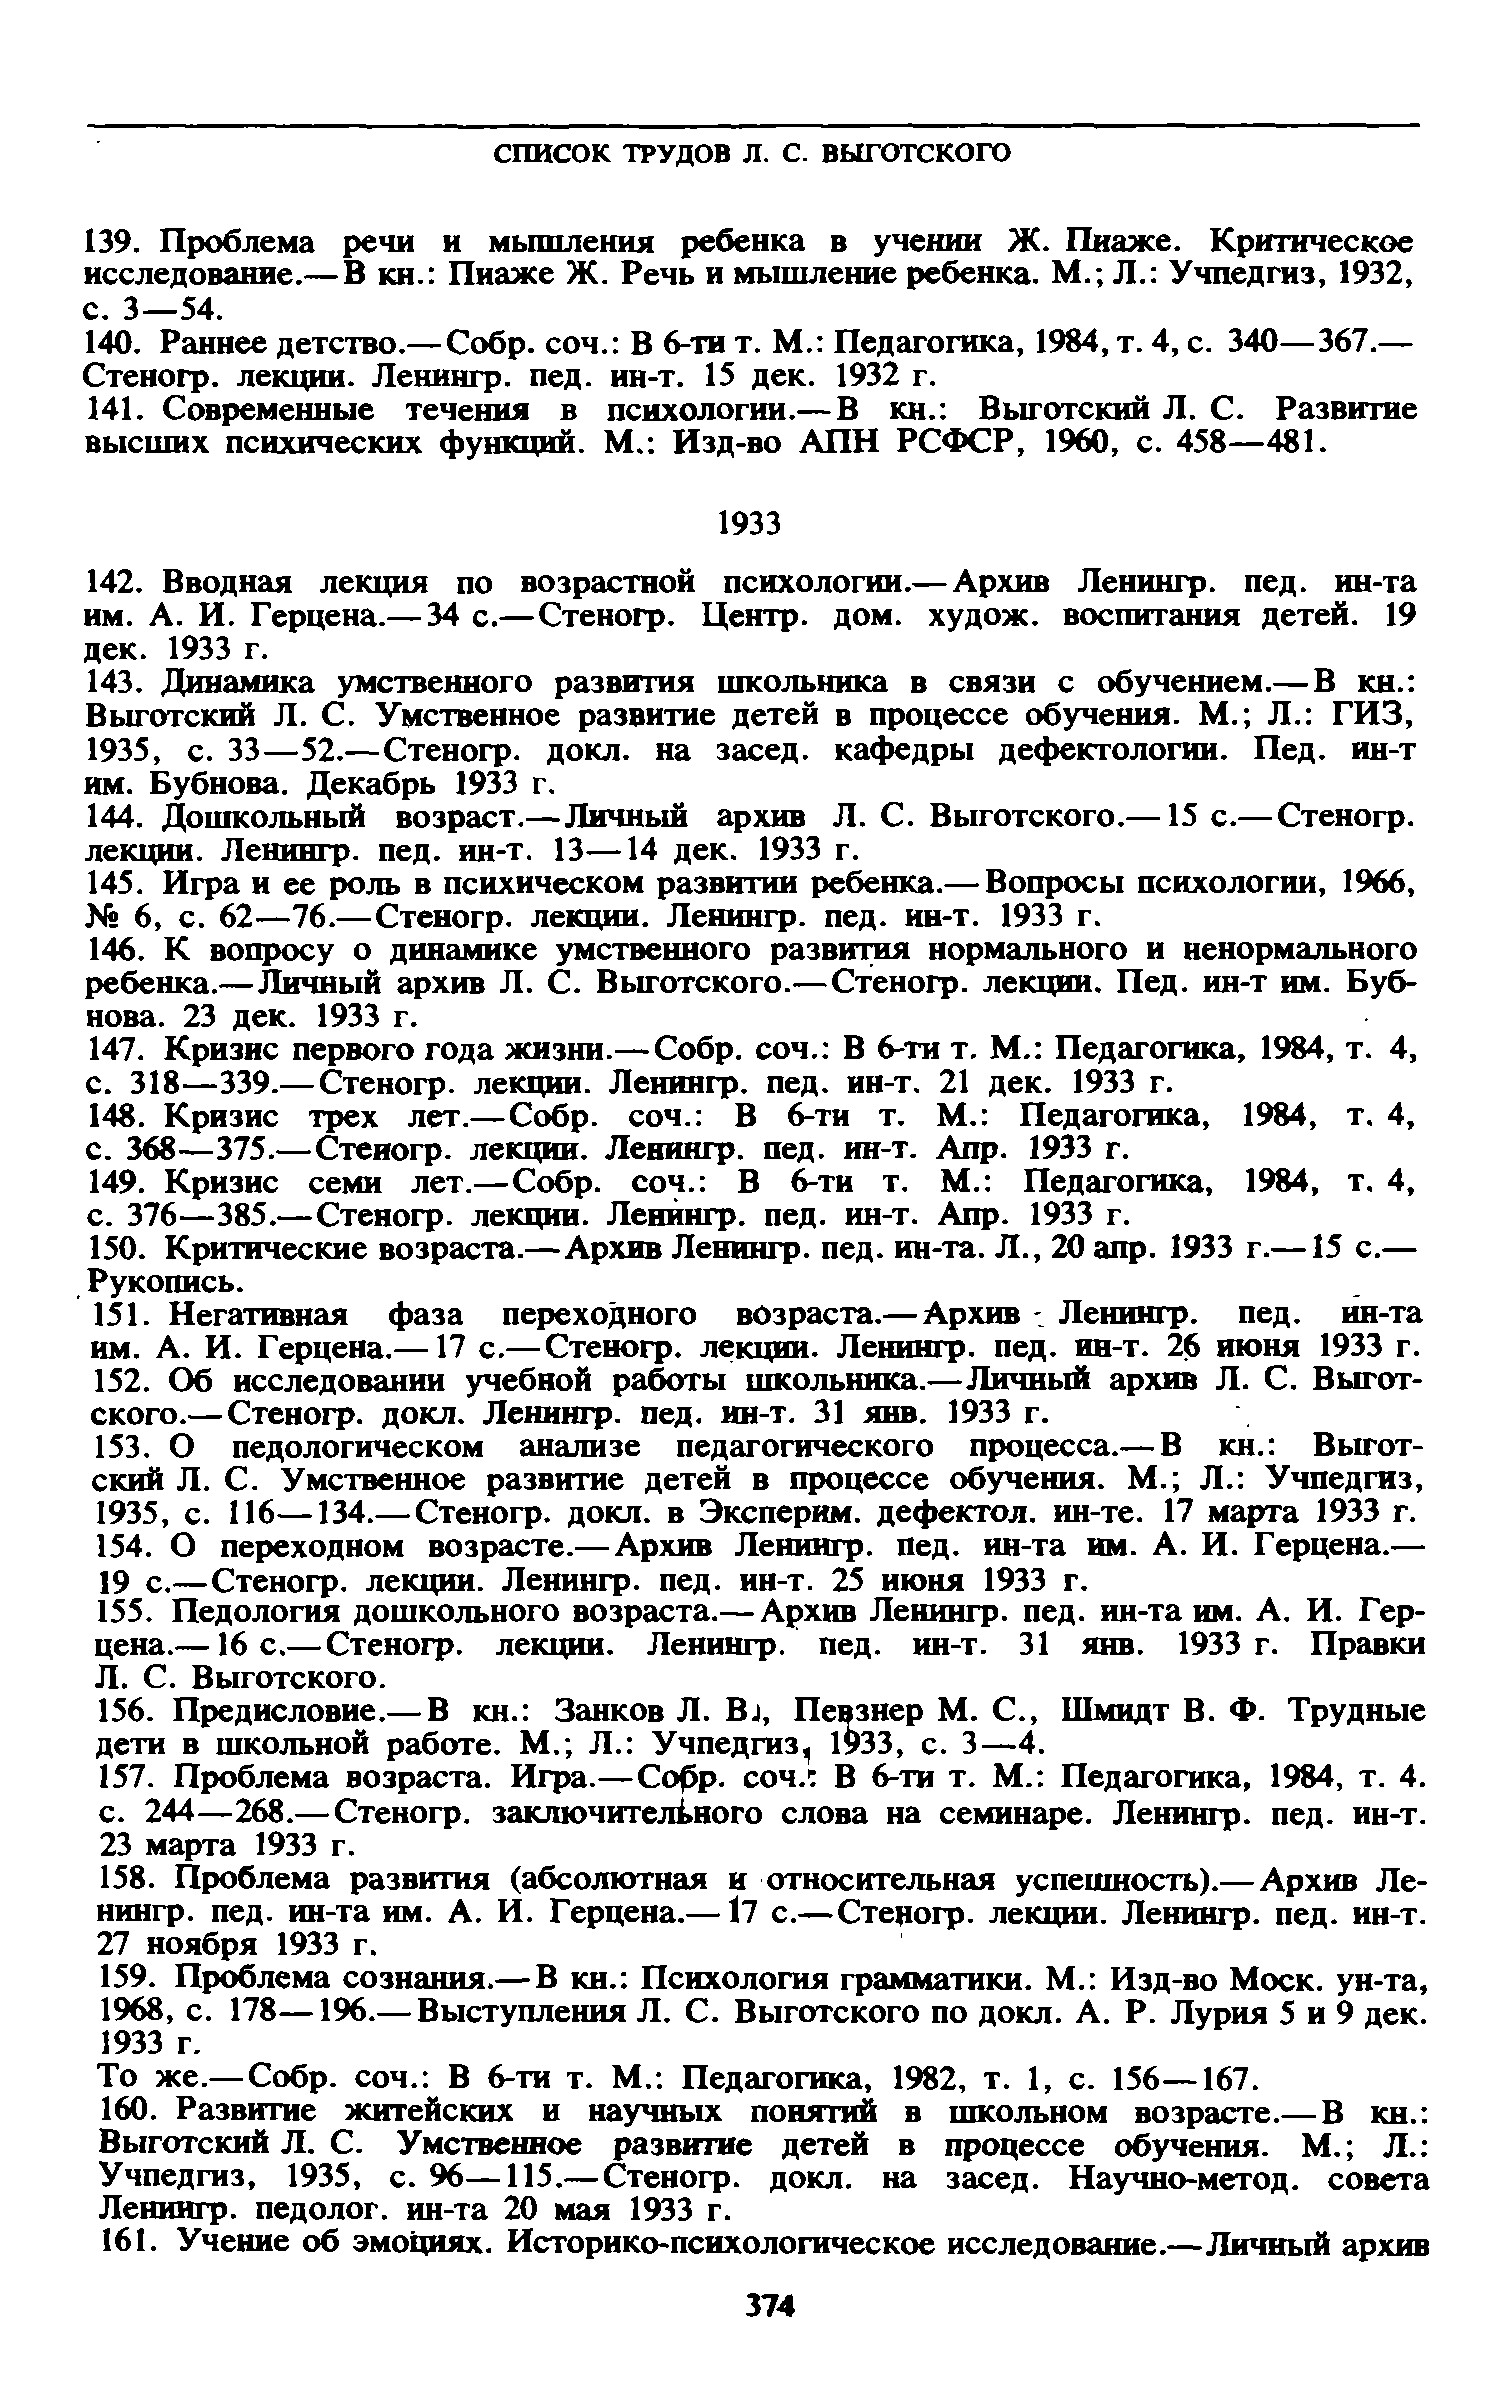 СПИСОК ТРУДОВ Л. С. ВЫГОТСКОГО
139. Проблема речи и мышления ребенка в учении Ж. Пиаже. Критическое
исследование.— В кн.: Пиаже Ж. Речь и мышление ребенка. М.; Л.: Учпедгиз, 1932,
с. 3—54.
140. Раннее детство.— Собр. соч.: В 6-ти т. М.: Педагогика, 1984, т. 4, с. 340—367.—
Стеногр. лекции. Ленингр. пед. ин-т. 15 дек. 1932 г.
141. Современные течения в психологии.— В кн.: Выготский Л. С. Развитие
высших психических функций. М.: Изд-во АПН РСФСР, 1960, с. 458—481.
1933
142. Вводная лекция по возрастной психологии.— Архив Ленингр. пед. ин-та
им. А. И. Герцена.— 34 с.— Стеногр. Центр. дом. худож. воспитания детей. 19
дек. 1933 г.
143. Динамика умственного развития школьника в связи с обучением.— В кн.:
Выготский Л. С. Умственное развитие детей в процессе обучения. М.; Л.: ГИЗ,
1935, с. 33—52.— Стеногр. докл. на засед. кафедры дефектологии. Пед. ин-т
им. Бубнова. Декабрь 1933 г.
144. Дошкольный возраст.— Личный архив Л. С. Выготского.— 15 с.— Стеногр.
лекции. Ленингр. пед. ин-т. 13—14 дек. 1933 г.
145. Игра и ее роль в психическом развитии ребенка.— Вопросы психологии, 1966,
№ 6, с. 62—76.— Стеногр. лекции. Ленингр. пед. ин-т. 1933 г.
146. К вопросу о динамике умственного развития нормального и ненормального
ребенка.— Личный архив Л. С. Выготского.— Стеногр. лекции. Пед. ин-т им. Буб-
нова. 23 дек. 1933 г.
147. Кризис первого года жизни.— Собр. соч.: В 6-ти т. М.: Педагогика, 1984, т. 4,
с. 318—339.— Стеногр. лекции. Ленингр. пед. ин-т. 21 дек. 1933 г.
148. Кризис трех лет.— Собр. соч.: В 6-ти т. М.: Педагогика, 1984, т. 4,
с. 368—375.— Стеногр. лекции. Ленингр. пед. ин-т. Апр. 1933 г.
149. Кризис семи лет.— Собр. соч.: В 6-ти т. М.: Педагогика, 1984, т. 4,
с. 376—385.— Стеногр. лекции. Ленингр. пед. ин-т. Апр. 1933 г.
150. Критические возраста.— Архив Ленингр. пед. ин-та. Л., 20 апр. 1933 г.— 15 с.—
Рукопись.
151. Негативная фаза переходного возраста.— Архив Ленингр. пед. ин-та
им. А. И. Герцена.— 17 с.— Стеногр. лекции. Ленингр. пед. ин-т. 26 июня 1933 г.
152. Об исследовании учебной работы школьника.— Личный архив Л. С. Выгот-
ского.— Стеногр. докл. Ленингр. пед. ин-т. 31 янв. 1933 г.
153. О педологическом анализе педагогического процесса.— В кн.: Выгот-
ский Л. С. Умственное развитие детей в процессе обучения. М.; Л.: Учпедгиз,
1935, с. 116—134.— Стеногр. докл. в Эксперим. дефектол. ин-те. 17 марта 1933 г.
154. О переходном возрасте.— Архив Ленингр. пед. ин-та им. А. И. Герцена.—
19 с.— Стеногр. лекции. Ленингр. пед. ин-т. 25 июня 1933 г.
155. Педология дошкольного возраста.— Архив Ленингр. пед. ин-та им. А. И. Гер-
цена.— 16 с.— Стеногр. лекции. Ленингр. пед. ин-т. 31 янв. 1933 г. Правки
Л. С. Выготского.
156. Предисловие.— В кн.: Занков Л. В., Певзнер М. С., Шмидт В. Ф. Трудные
дети в школьной работе. М.; Л.: Учпедгиз, 1933, с. 3—4.
157. Проблема возраста. Игра.— Собр. соч.: В 6-ти т. М.: Педагогика, 1984, т. 4.
с. 244—268.— Стеногр. заключительного слова на семинаре. Ленингр. пед. ин-т.
23 марта 1933 г.
158. Проблема развития (абсолютная и относительная успешность).— Архив Ле-
нингр. пед. ин-та им. А. И. Герцена.— 17 с.— Стеногр. лекции. Ленингр. пед. ин-т.
27 ноября 1933 г.
159. Проблема сознания.— В кн.: Психология грамматики. М.: Изд-во Моск. ун-та,
1968, с. 178—196.— Выступления Л. С. Выготского по докл. А. Р. Лурия 5 и 9 дек.
1933 г.
То же.— Собр. соч.: В 6-ти т. М.: Педагогика, 1982, т. 1, с. 156—167.
160. Развитие житейских и научных понятий в школьном возрасте.— В кн.:
Выготский Л. С. Умственное развитие детей в процессе обучения. М.; Л.:
Учпедгиз, 1935, с. 96—115.— Стеногр. докл. на засед. Научно-метод. совета
Ленингр. педолог. ин-та 20 мая 1933 г.
161. Учение об эмоциях. Историко-психологическое исследование.— Личный архив
374